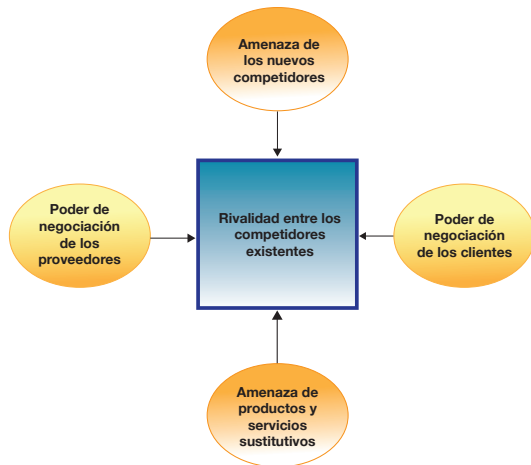 Amenaza de
los nuevos
competidores
Poder de
negociación
de los
proveedores
Rivalidad entre los
competidores
existentes
Poder de
negociación
de los clientes
Amenaza de
productos y
servicios
sustitutivos